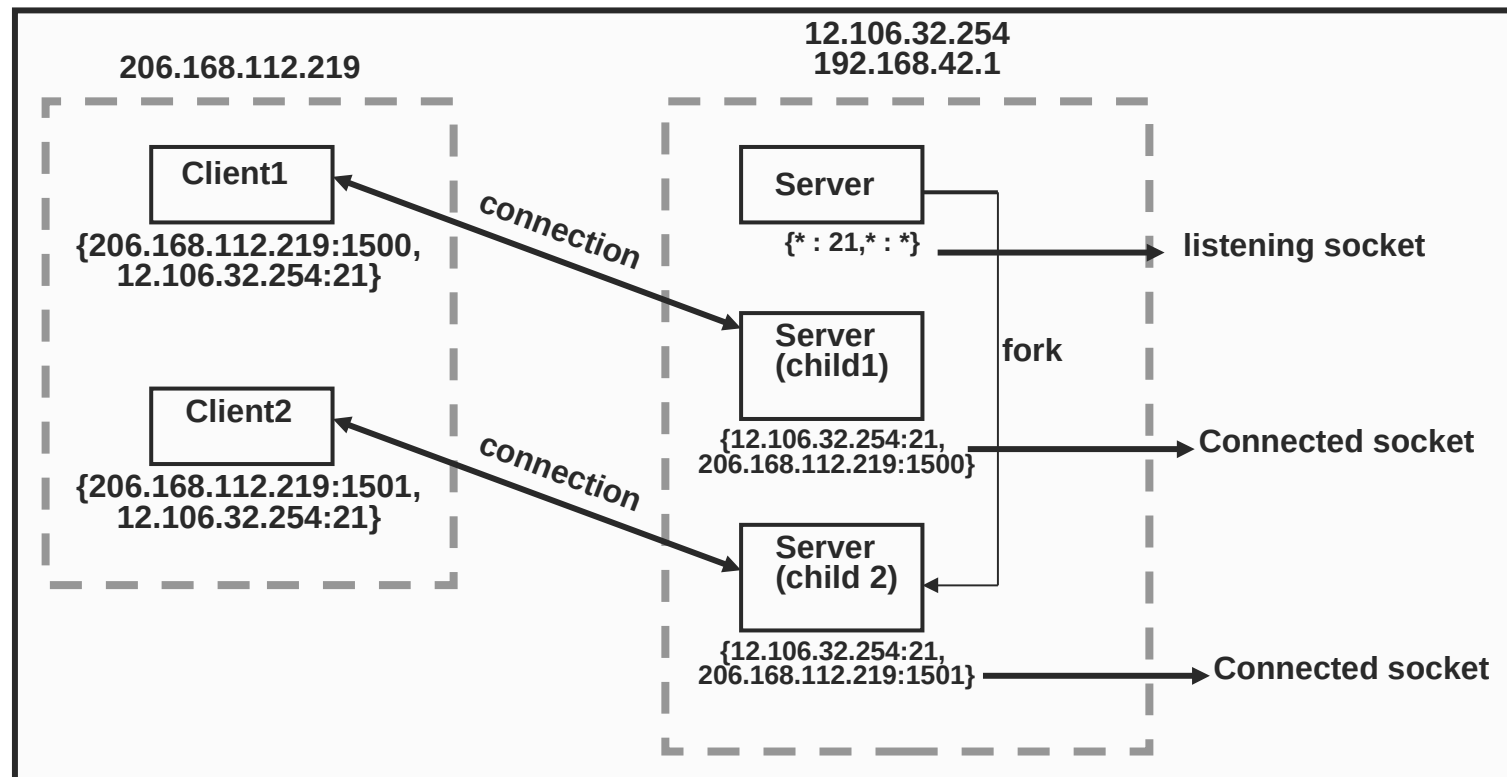 206.168.112.219
12.106.32.254
192.168.42.1
Client1
{206.168.112.219:1500,
12.106.32.254:21}
connection
Server
{* : 21,* : *}
listening socket
Server
(child1)
fork
{12.106.32.254:21,
206.168.112.219:1500}
Connected socket
Client2
{206.168.112.219:1501,
12.106.32.254:21}
connection
Server
(child 2)
{12.106.32.254:21,
206.168.112.219:1501}
Connected socket